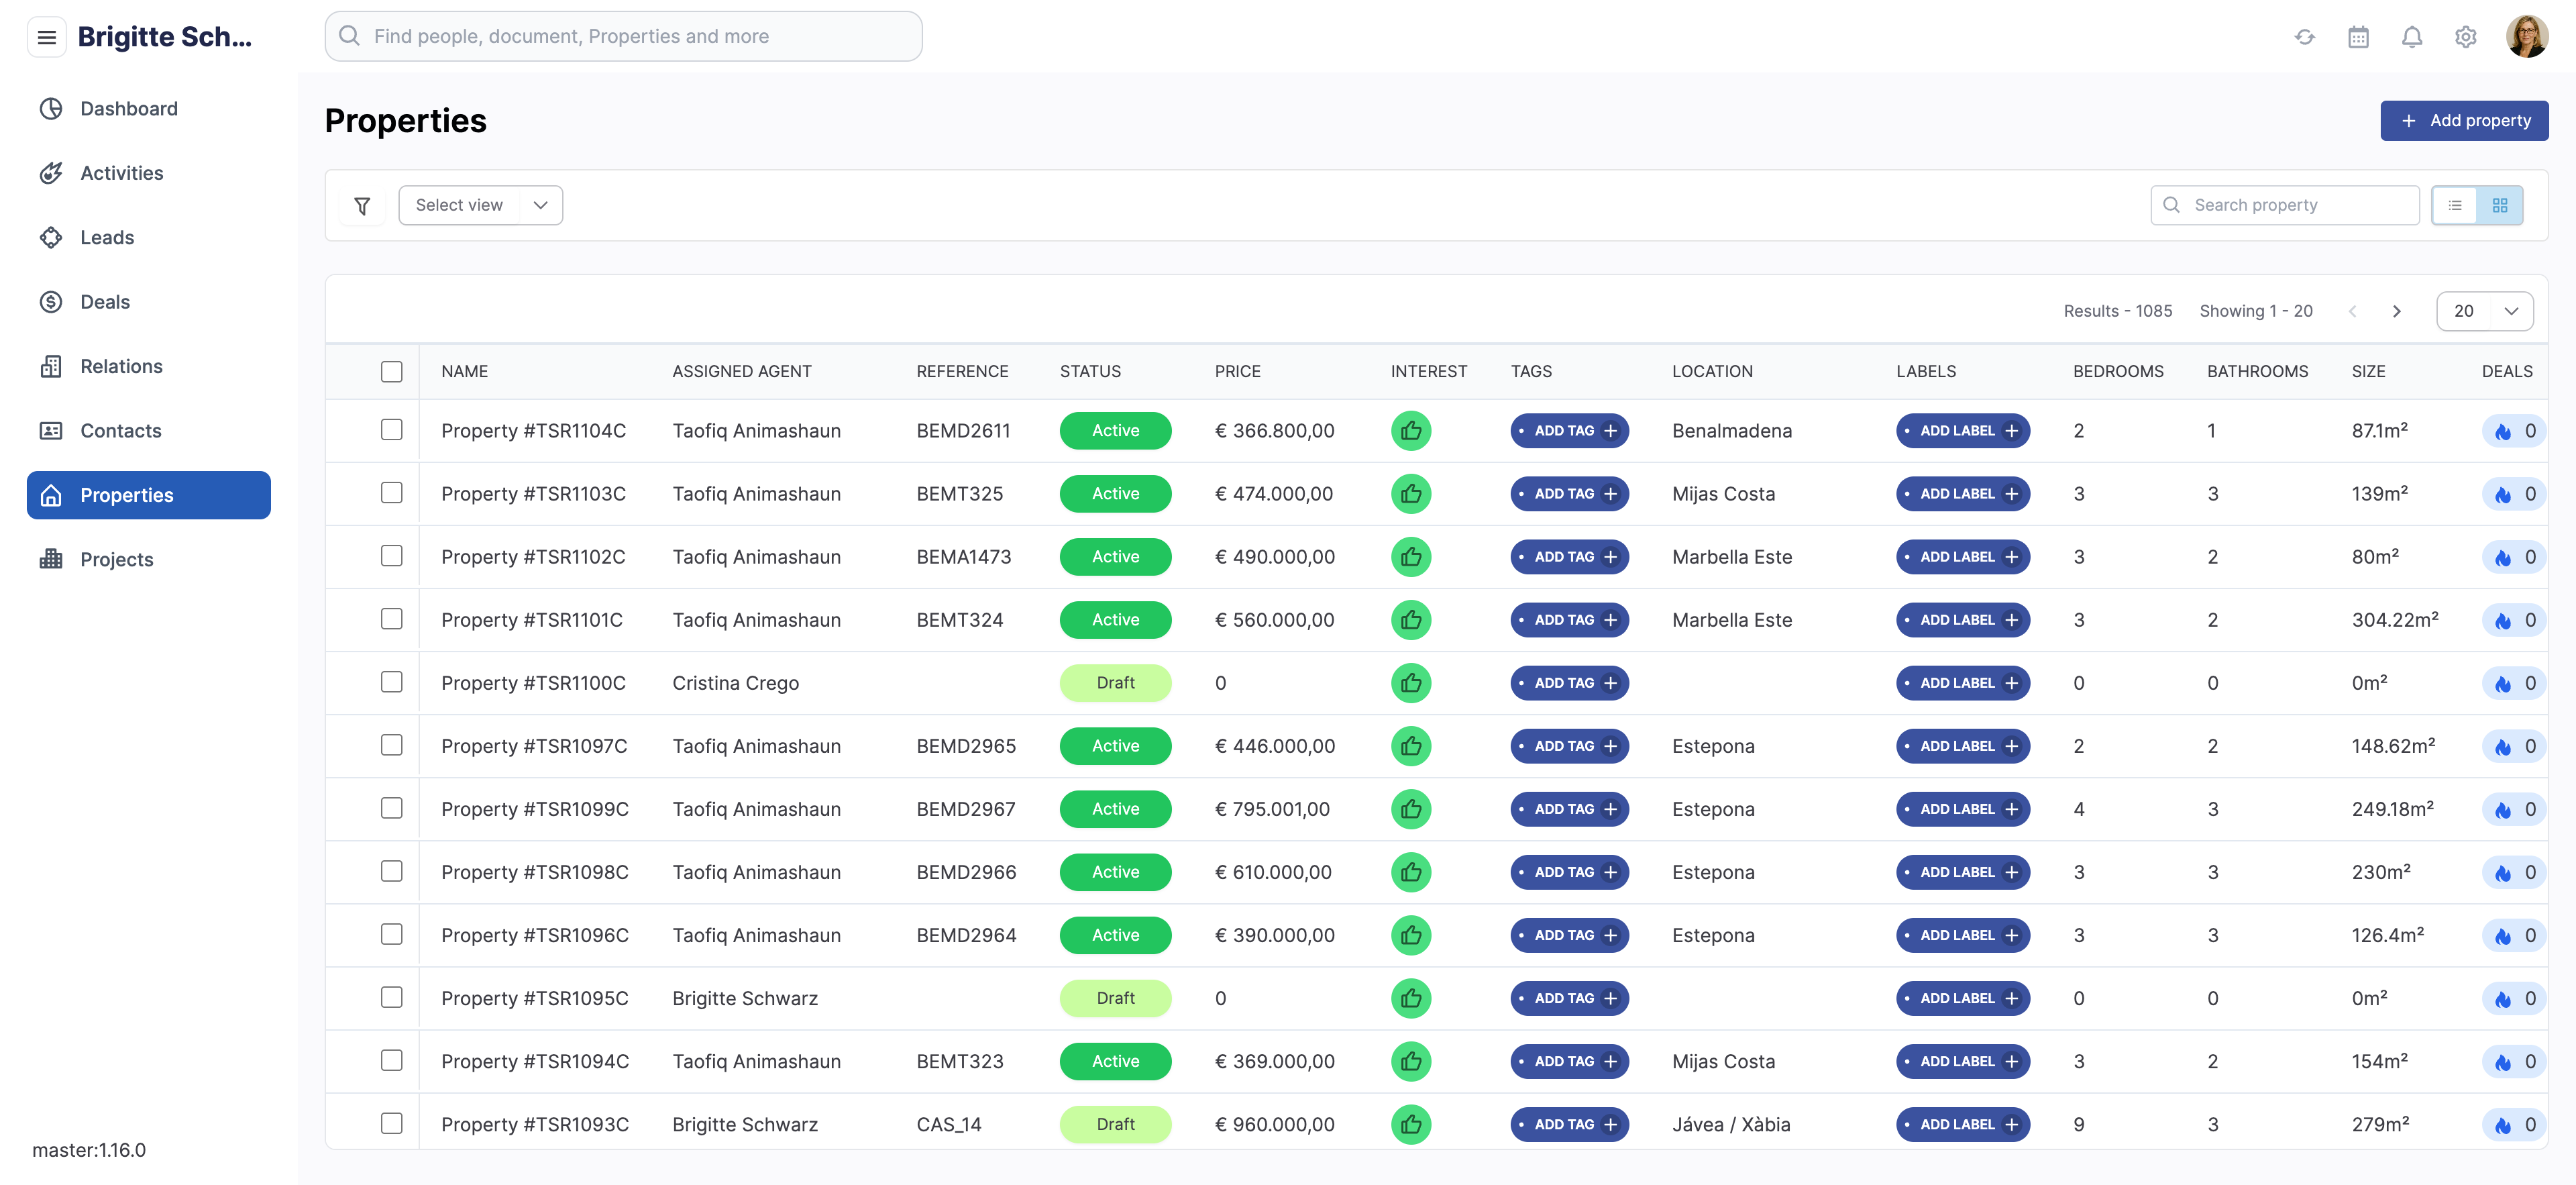 Brigitte Sch...
Find people, document, Properties and more
Dashboard
Activities
Leads
Deals
Relations
Contacts
Properties
Projects
master:1.16.0
Properties
+ Add property
Select view
Search property
Results - 1085 Showing 1 - 20 20
NAME ASSIGNED AGENT REFERENCE STATUS PRICE INTEREST TAGS LOCATION LABELS BEDROOMS BATHROOMS SIZE DEALS
Property #TSR1104C Taofiq Animashaun BEMD2611 Active € 366.800,00 • ADD TAG + Benalmadena • ADD LABEL + 2 1 87.1m² 0
Property #TSR1103C Taofiq Animashaun BEMT325 Active € 474.000,00 • ADD TAG + Mijas Costa • ADD LABEL + 3 3 139m² 0
Property #TSR1102C Taofiq Animashaun BEMA1473 Active € 490.000,00 • ADD TAG + Marbella Este • ADD LABEL + 3 2 80m² 0
Property #TSR1101C Taofiq Animashaun BEMT324 Active € 560.000,00 • ADD TAG + Marbella Este • ADD LABEL + 3 2 304.22m² 0
Property #TSR1100C Cristina Crego Draft 0 • ADD TAG + • ADD LABEL + 0 0 0m² 0
Property #TSR1097C Taofiq Animashaun BEMD2965 Active € 446.000,00 • ADD TAG + Estepona • ADD LABEL + 2 2 148.62m² 0
Property #TSR1099C Taofiq Animashaun BEMD2967 Active € 795.001,00 • ADD TAG + Estepona • ADD LABEL + 4 3 249.18m² 0
Property #TSR1098C Taofiq Animashaun BEMD2966 Active € 610.000,00 • ADD TAG + Estepona • ADD LABEL + 3 3 230m² 0
Property #TSR1096C Taofiq Animashaun BEMD2964 Active € 390.000,00 • ADD TAG + Estepona • ADD LABEL + 3 3 126.4m² 0
Property #TSR1095C Brigitte Schwarz Draft 0 • ADD TAG + • ADD LABEL + 0 0 0m² 0
Property #TSR1094C Taofiq Animashaun BEMT323 Active € 369.000,00 • ADD TAG + Mijas Costa • ADD LABEL + 3 2 154m² 0
Property #TSR1093C Brigitte Schwarz CAS_14 Draft € 960.000,00 • ADD TAG + Jávea / Xàbia • ADD LABEL + 9 3 279m² 0